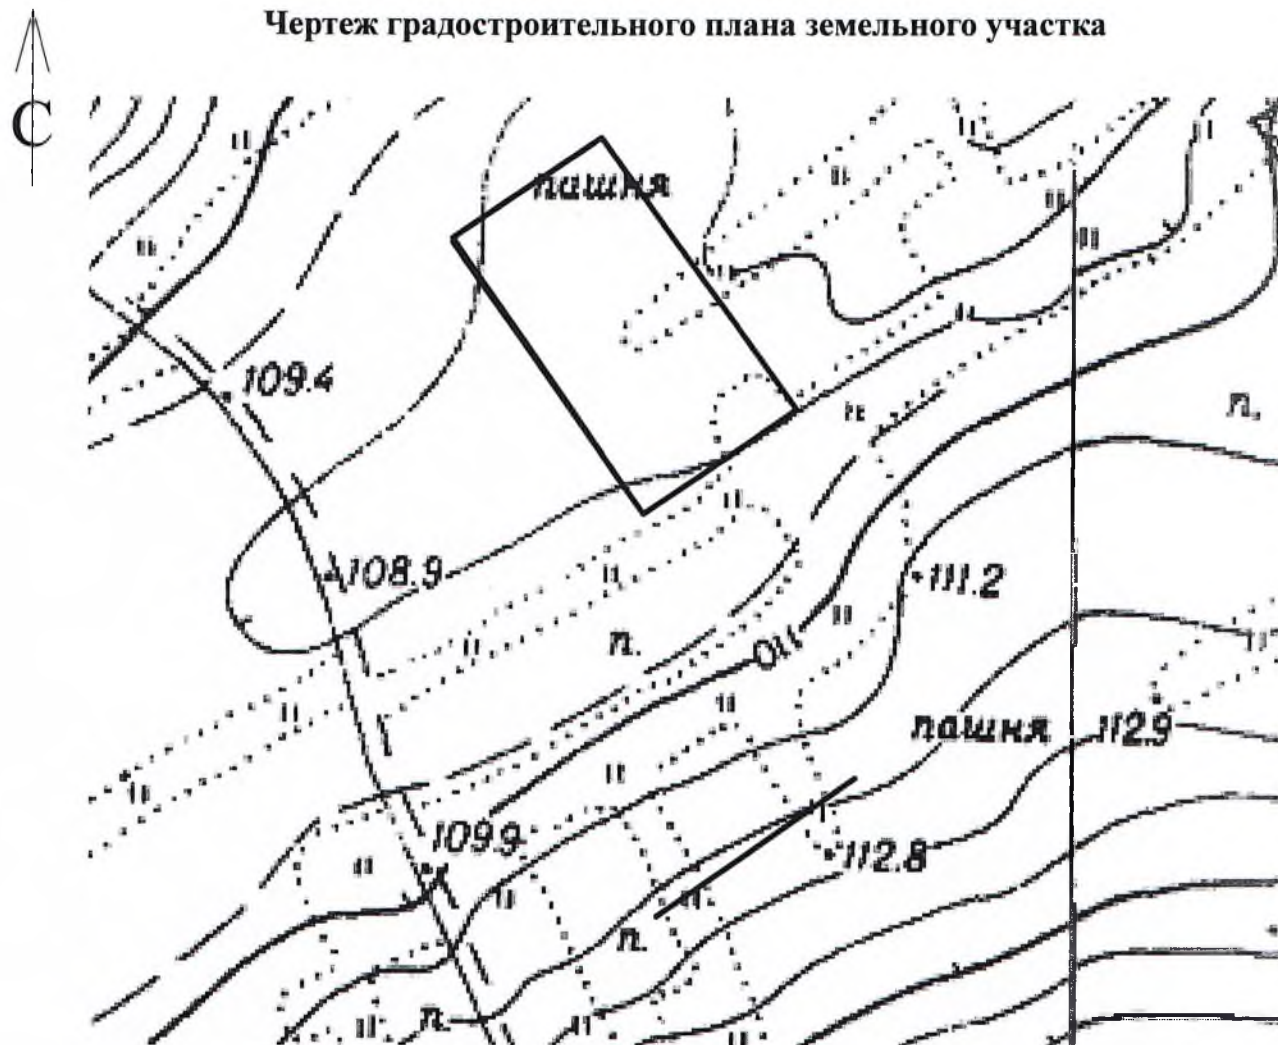 Чертеж градостроительного плана земельного участка
С
пашня
109.4
п.
108.9
111.2
п.
110
пашня
112.9
109.9
112.8
п.
п.